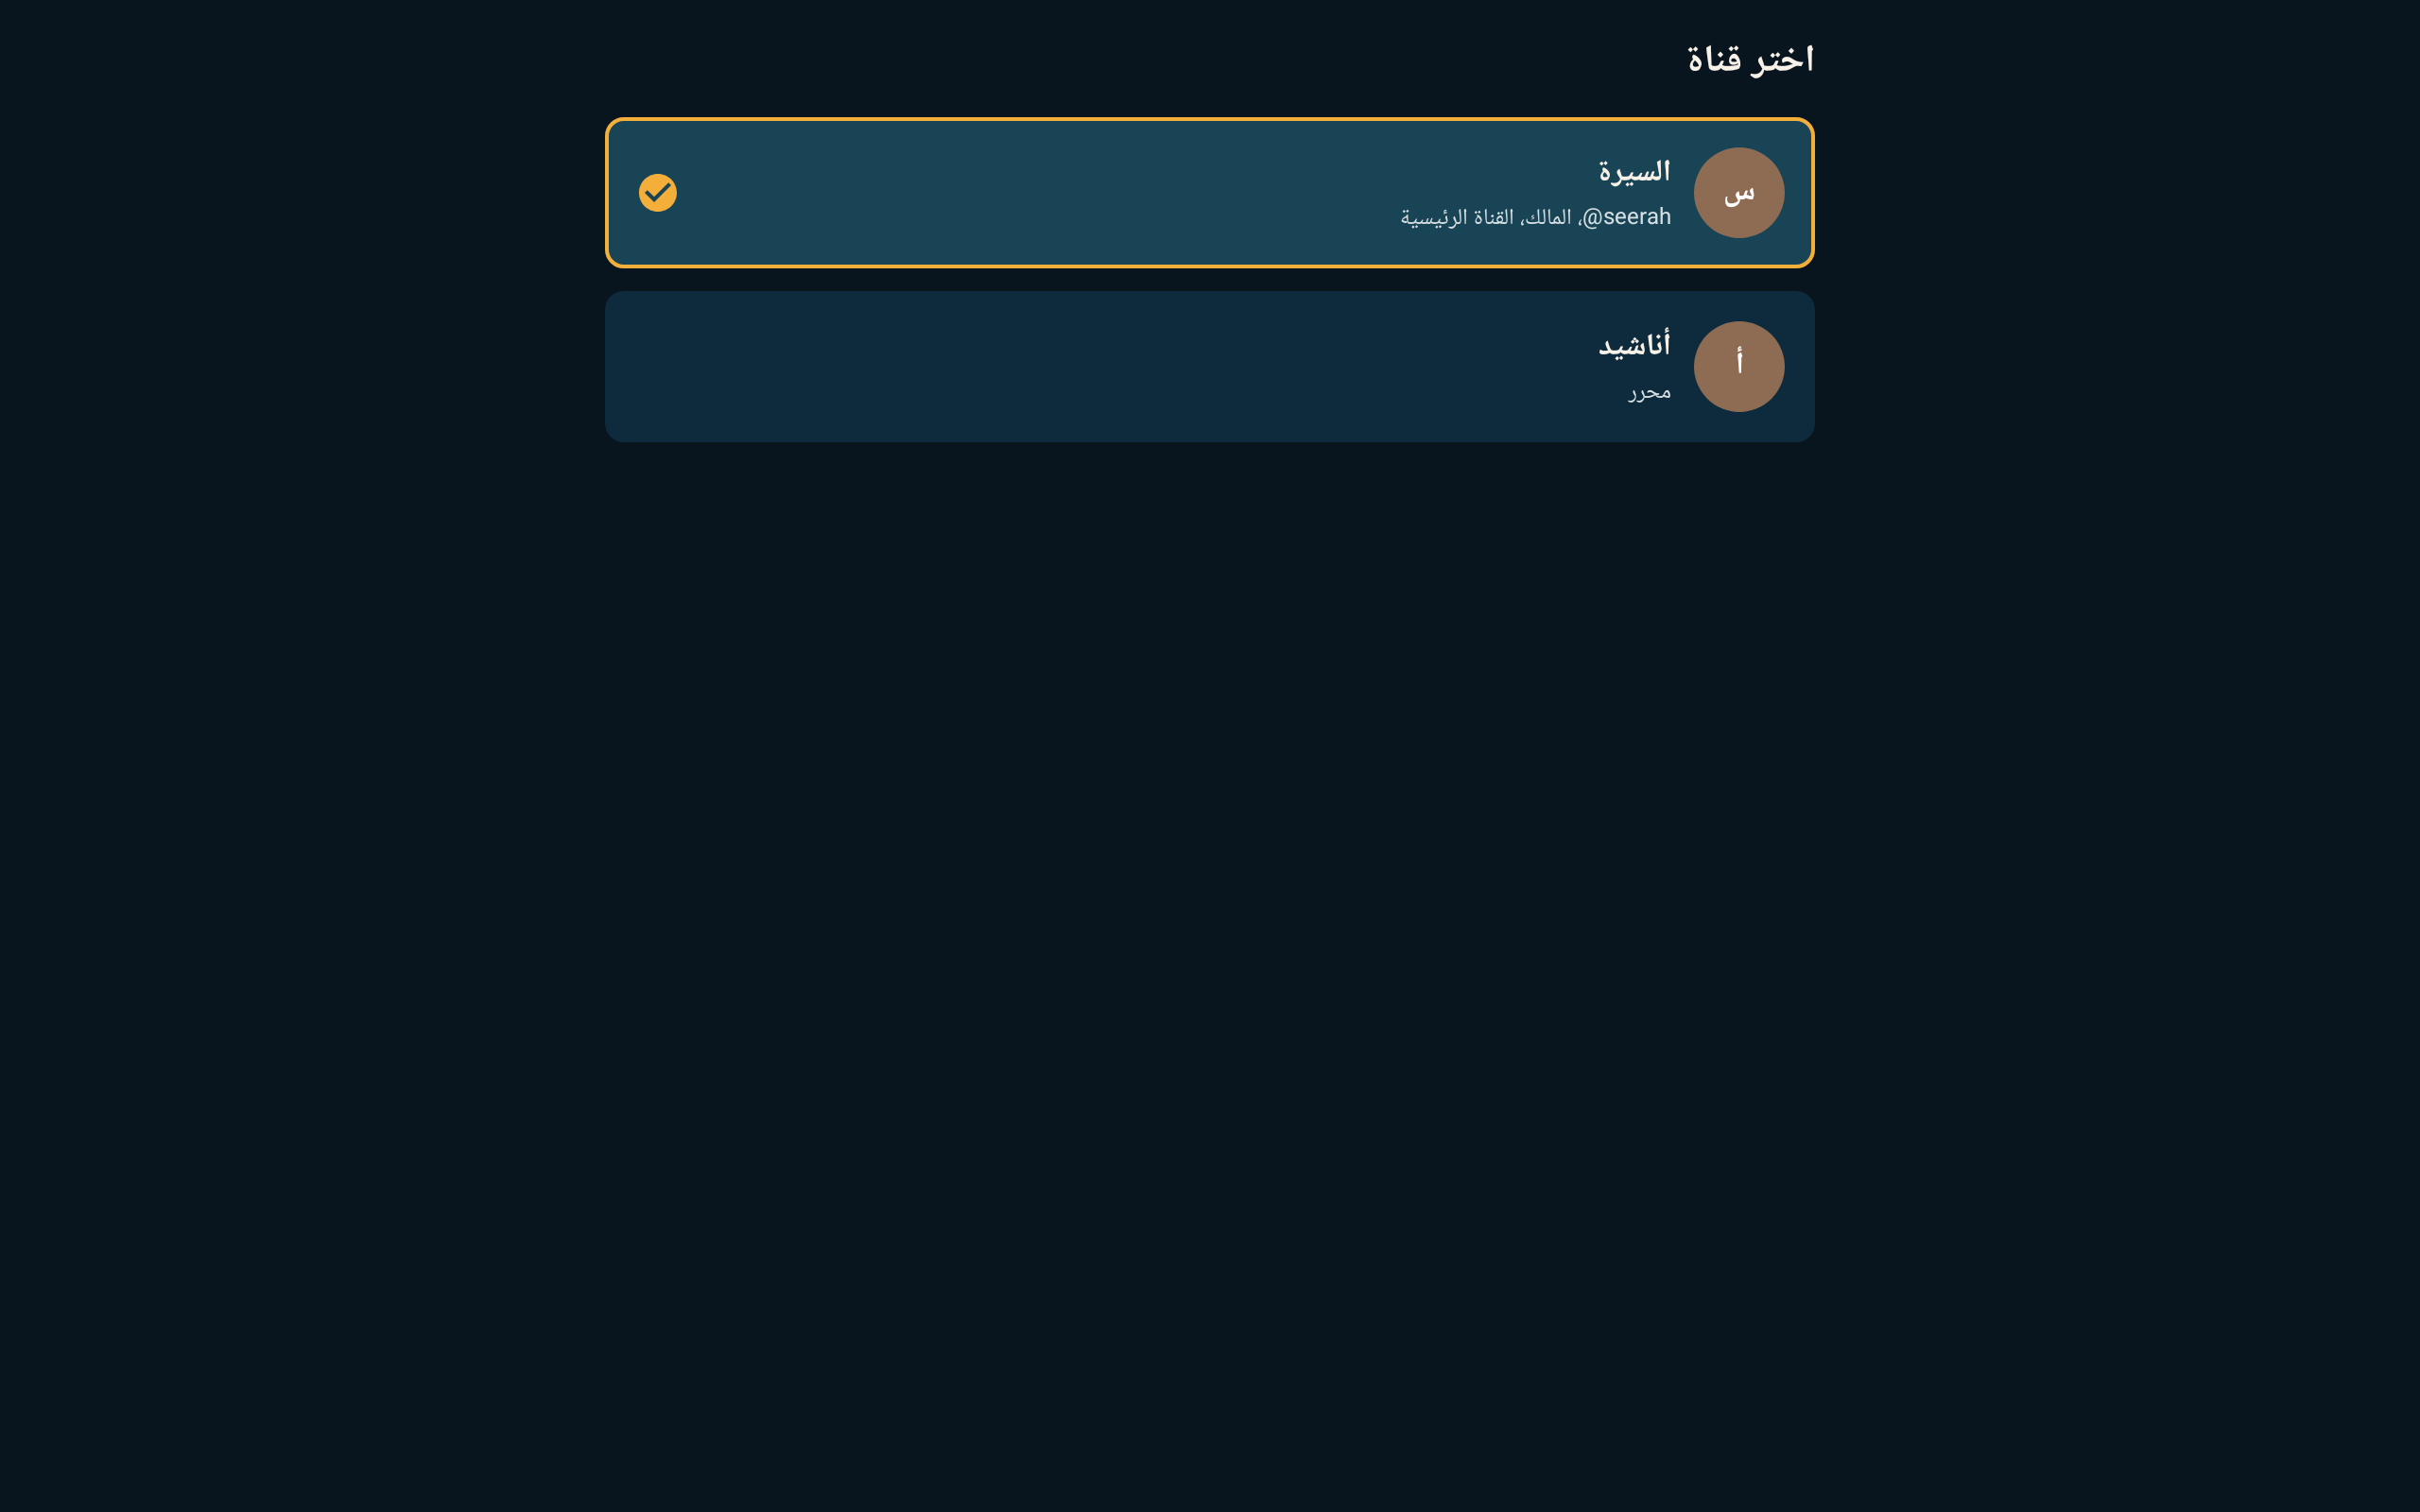 اختر قناة
س
السيرة
@seerah، المالك، القناة الرئيسية
أ
أناشيد
محرر